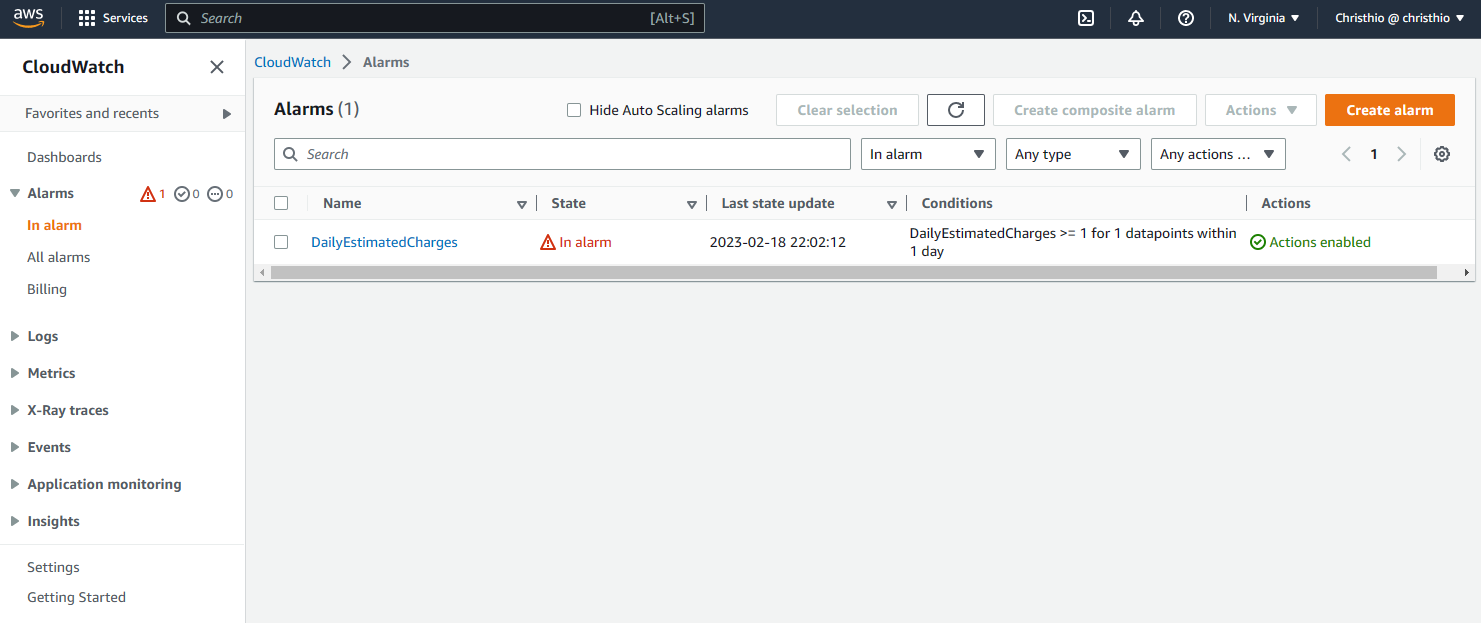 aws
Services
Search
[Alt+S]
N. Virginia
Christhio @ christhio
CloudWatch
Favorites and recents
Dashboards
Alarms
1
0
0
In alarm
All alarms
Billing
Logs
Metrics
X-Ray traces
Events
Application monitoring
Insights
Settings
Getting Started
CloudWatch
Alarms
Alarms (1)
Hide Auto Scaling alarms
Clear selection
Create composite alarm
Actions
Create alarm
Search
In alarm
Any type
Any actions ...
1
Name
State
Last state update
Conditions
Actions
DailyEstimatedCharges
In alarm
2023-02-18 22:02:12
DailyEstimatedCharges >= 1 for 1 datapoints within
1 day
Actions enabled